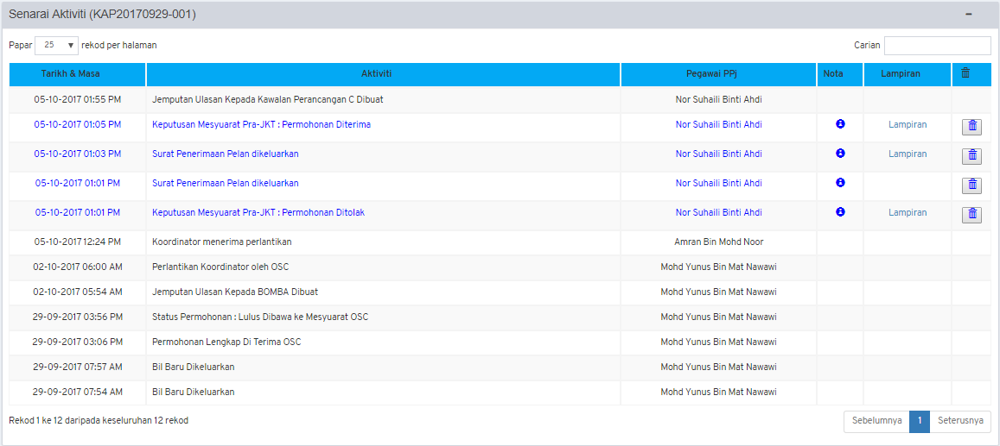 Senarai Aktiviti (KAP20170929-001)
Papar 25 rekod per halaman Carian
Tarikh & Masa Aktiviti Pegawai PPj Nota Lampiran
05-10-2017 01:55 PM Jemputan Ulasan Kepada Kawalan Perancangan C Dibuat Nor Suhaili Binti Ahdi
05-10-2017 01:05 PM Keputusan Mesyuarat Pra-JKT : Permohonan Diterima Nor Suhaili Binti Ahdi Lampiran
05-10-2017 01:03 PM Surat Penerimaan Pelan dikeluarkan Nor Suhaili Binti Ahdi Lampiran
05-10-2017 01:01 PM Surat Penerimaan Pelan dikeluarkan Nor Suhaili Binti Ahdi
05-10-2017 01:01 PM Keputusan Mesyuarat Pra-JKT : Permohonan Ditolak Nor Suhaili Binti Ahdi Lampiran
05-10-2017 12:24 PM Koordinator menerima perlantikan Amran Bin Mohd Noor
02-10-2017 06:00 AM Perlantikan Koordinator oleh OSC Mohd Yunus Bin Mat Nawawi
02-10-2017 05:54 AM Jemputan Ulasan Kepada BOMBA Dibuat Mohd Yunus Bin Mat Nawawi
29-09-2017 03:56 PM Status Permohonan : Lulus Dibawa ke Mesyuarat OSC Mohd Yunus Bin Mat Nawawi
29-09-2017 03:06 PM Permohonan Lengkap Di Terima OSC Mohd Yunus Bin Mat Nawawi
29-09-2017 07:57 AM Bil Baru Dikeluarkan Mohd Yunus Bin Mat Nawawi
29-09-2017 07:54 AM Bil Baru Dikeluarkan Mohd Yunus Bin Mat Nawawi
Rekod 1 ke 12 daripada keseluruhan 12 rekod Sebelumnya 1 Seterusnya